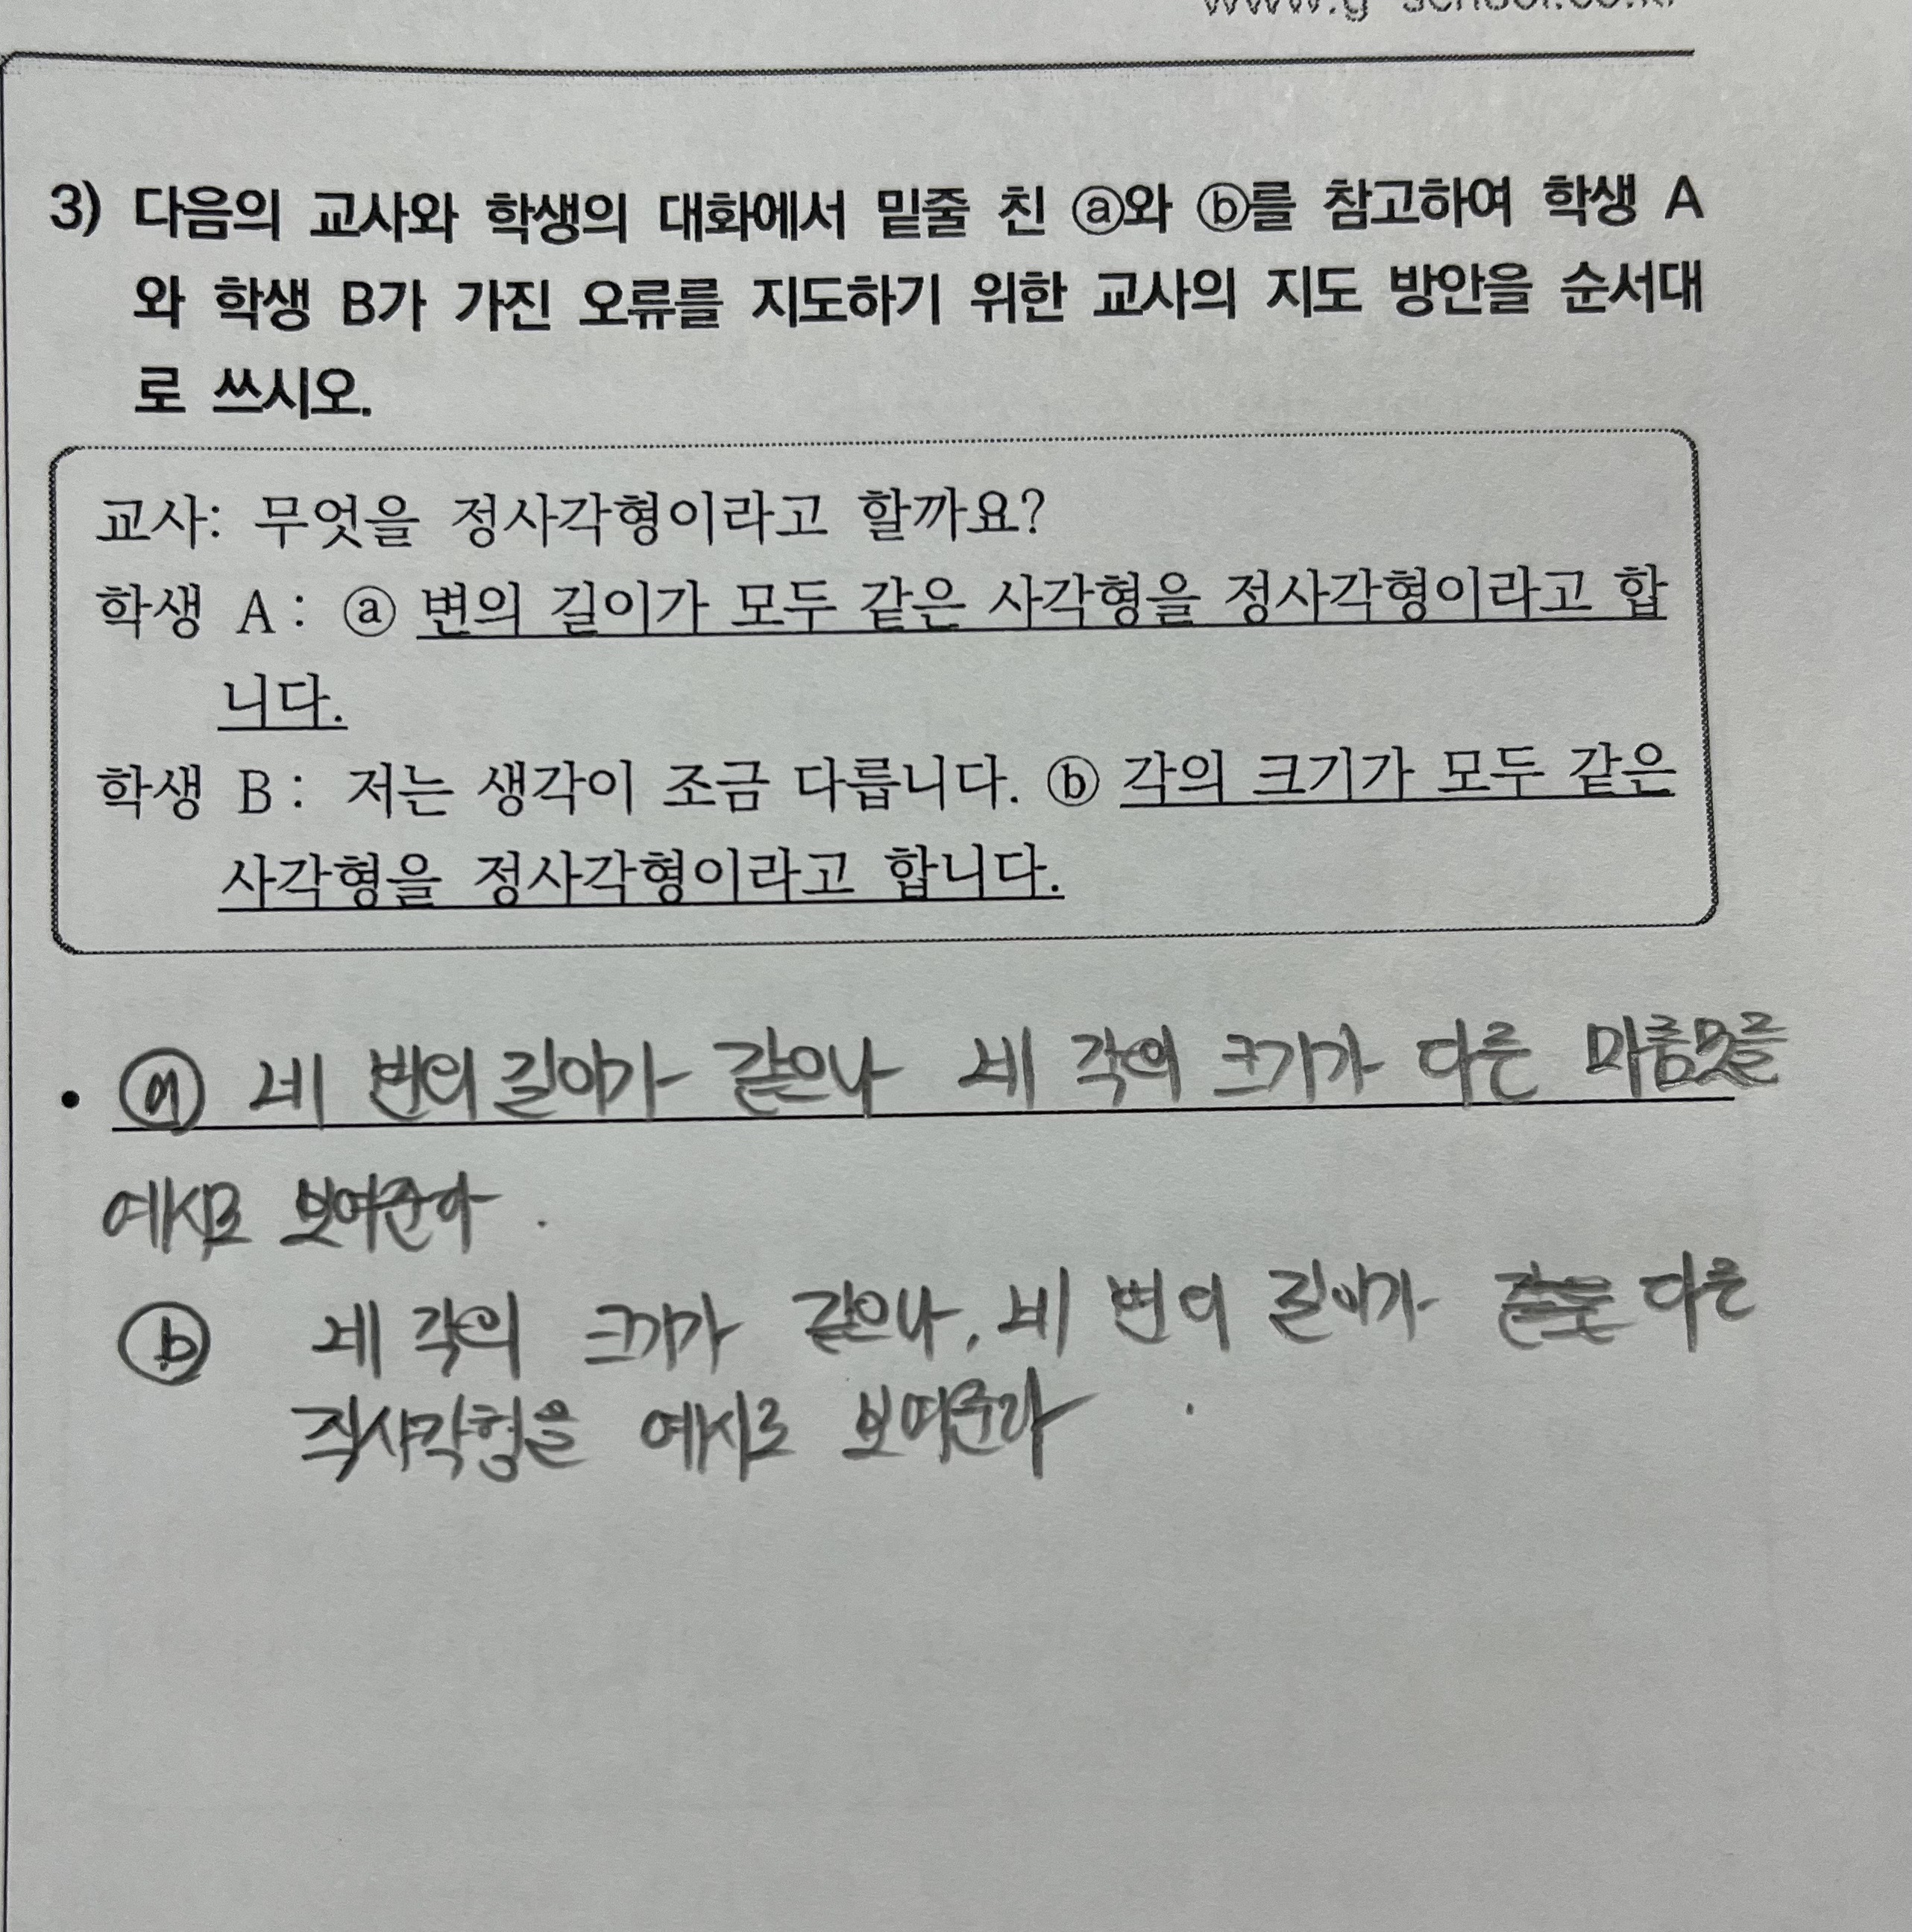 3) 다음의 교사와 학생의 대화에서 밑줄 친 ⓐ와 ⓑ를 참고하여 학생 A
와 학생 B가 가진 오류를 지도하기 위한 교사의 지도 방안을 순서대
로 쓰시오.
교사: 무엇을 정사각형이라고 할까요?
학생 A: ⓐ 변의 길이가 모두 같은 사각형을 정사각형이라고 합
니다.
학생 B: 저는 생각이 조금 다릅니다. ⓑ 각의 크기가 모두 같은
사각형을 정사각형이라고 합니다.
• ⓐ 네 변의 길이가 같으나 네 각의 크기가 다른 마름모를
예시로 보여준다.
ⓑ 네 각의 크기가 같으나, 네 변의 길이가 다른
직사각형을 예시로 보여준다.